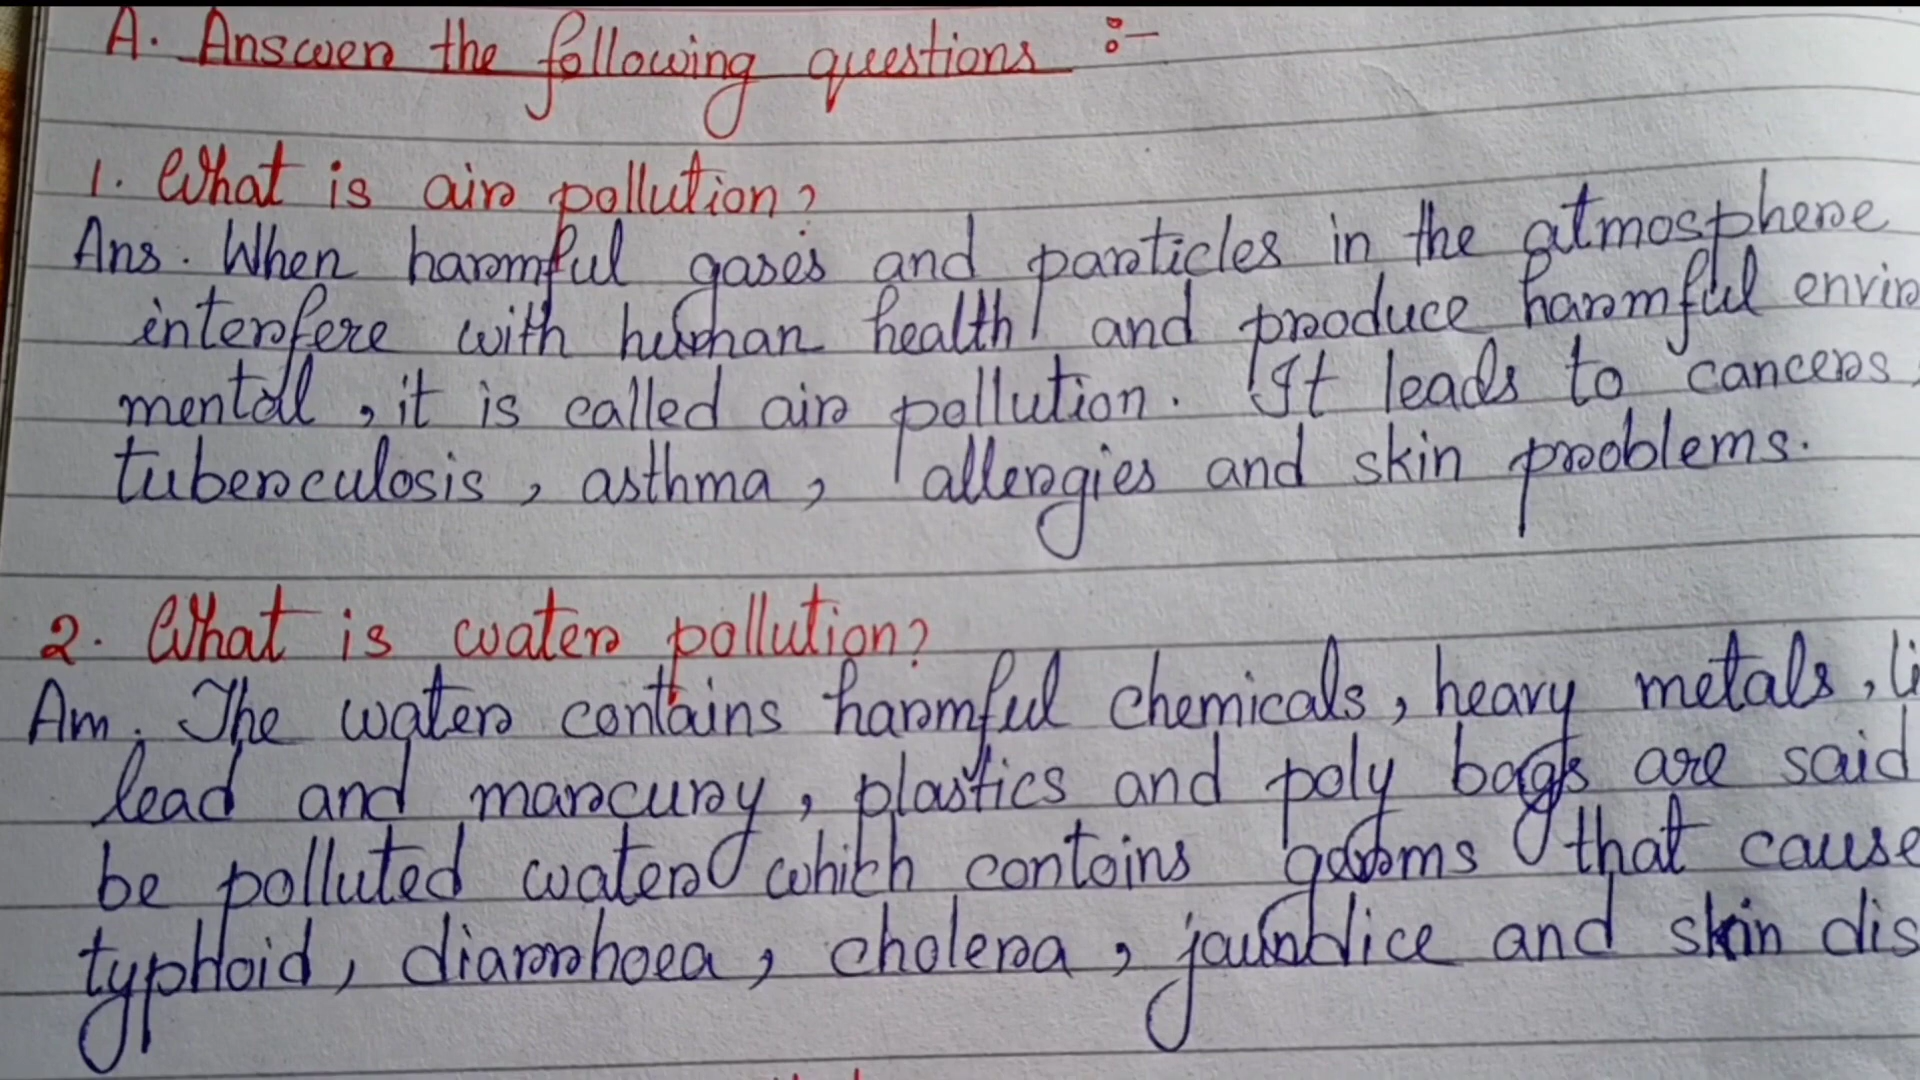 A. Answer the following questions :-
1. What is air pollution?
Ans. When harmful gases and particles in the atmosphere
interfere with human health and produce harmful envir
mental, it is called air pollution. It leads to cancers,
tuberculosis, asthma, allergies and skin problems.
2. What is water pollution?
Am. The water contains harmful chemicals, heavy metals, li
lead and marcury, plastics and poly bags are said
be polluted water which contains garms that cause
typhoid, diarrhoea, cholera, jaundice and skin dis